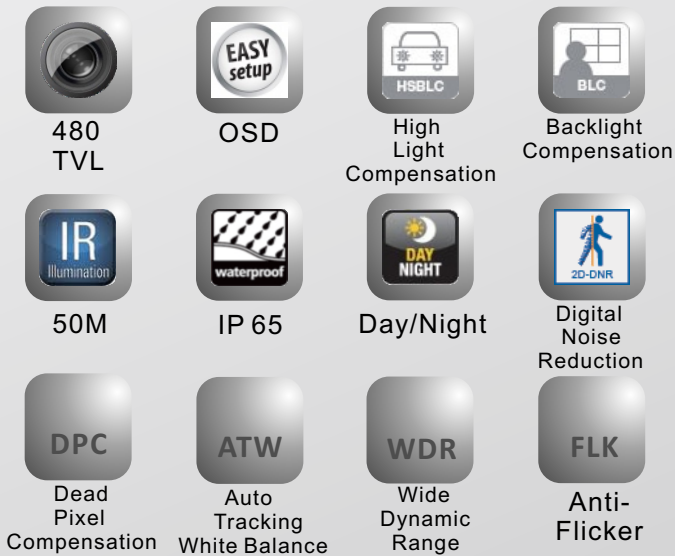 EASY
setup
HSBLC
BLC
480
TVL
OSD
High
Light
Compensation
Backlight
Compensation
IR
Illumination
waterproof
DAY
NIGHT
2D-DNR
50M
IP 65
Day/Night
Digital
Noise
Reduction
DPC
ATW
WDR
FLK
Dead
Pixel
Compensation
Auto
Tracking
White Balance
Wide
Dynamic
Range
Anti-
Flicker